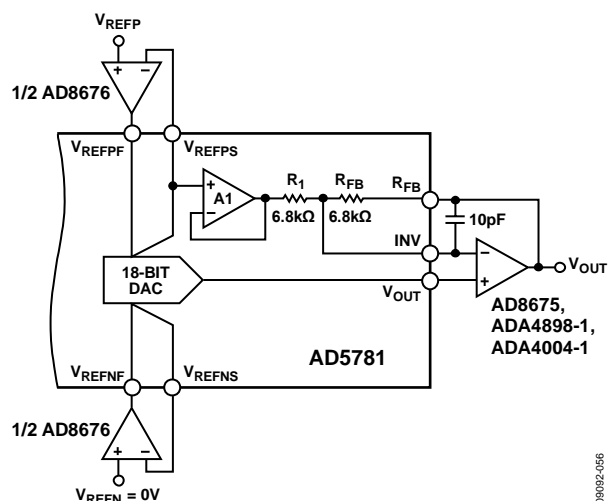 VREFP
1/2 AD8676
+ −
VREFPF
VREFPS
+
−
A1
R1
6.8kΩ
RFB
6.8kΩ
RFB
10pF
INV
−
+
VOUT
18-BIT
DAC
VOUT
AD8675,
ADA4898-1,
ADA4004-1
AD5781
VREFNF
VREFNS
1/2 AD8676
+ −
VREFN = 0V
09092-056